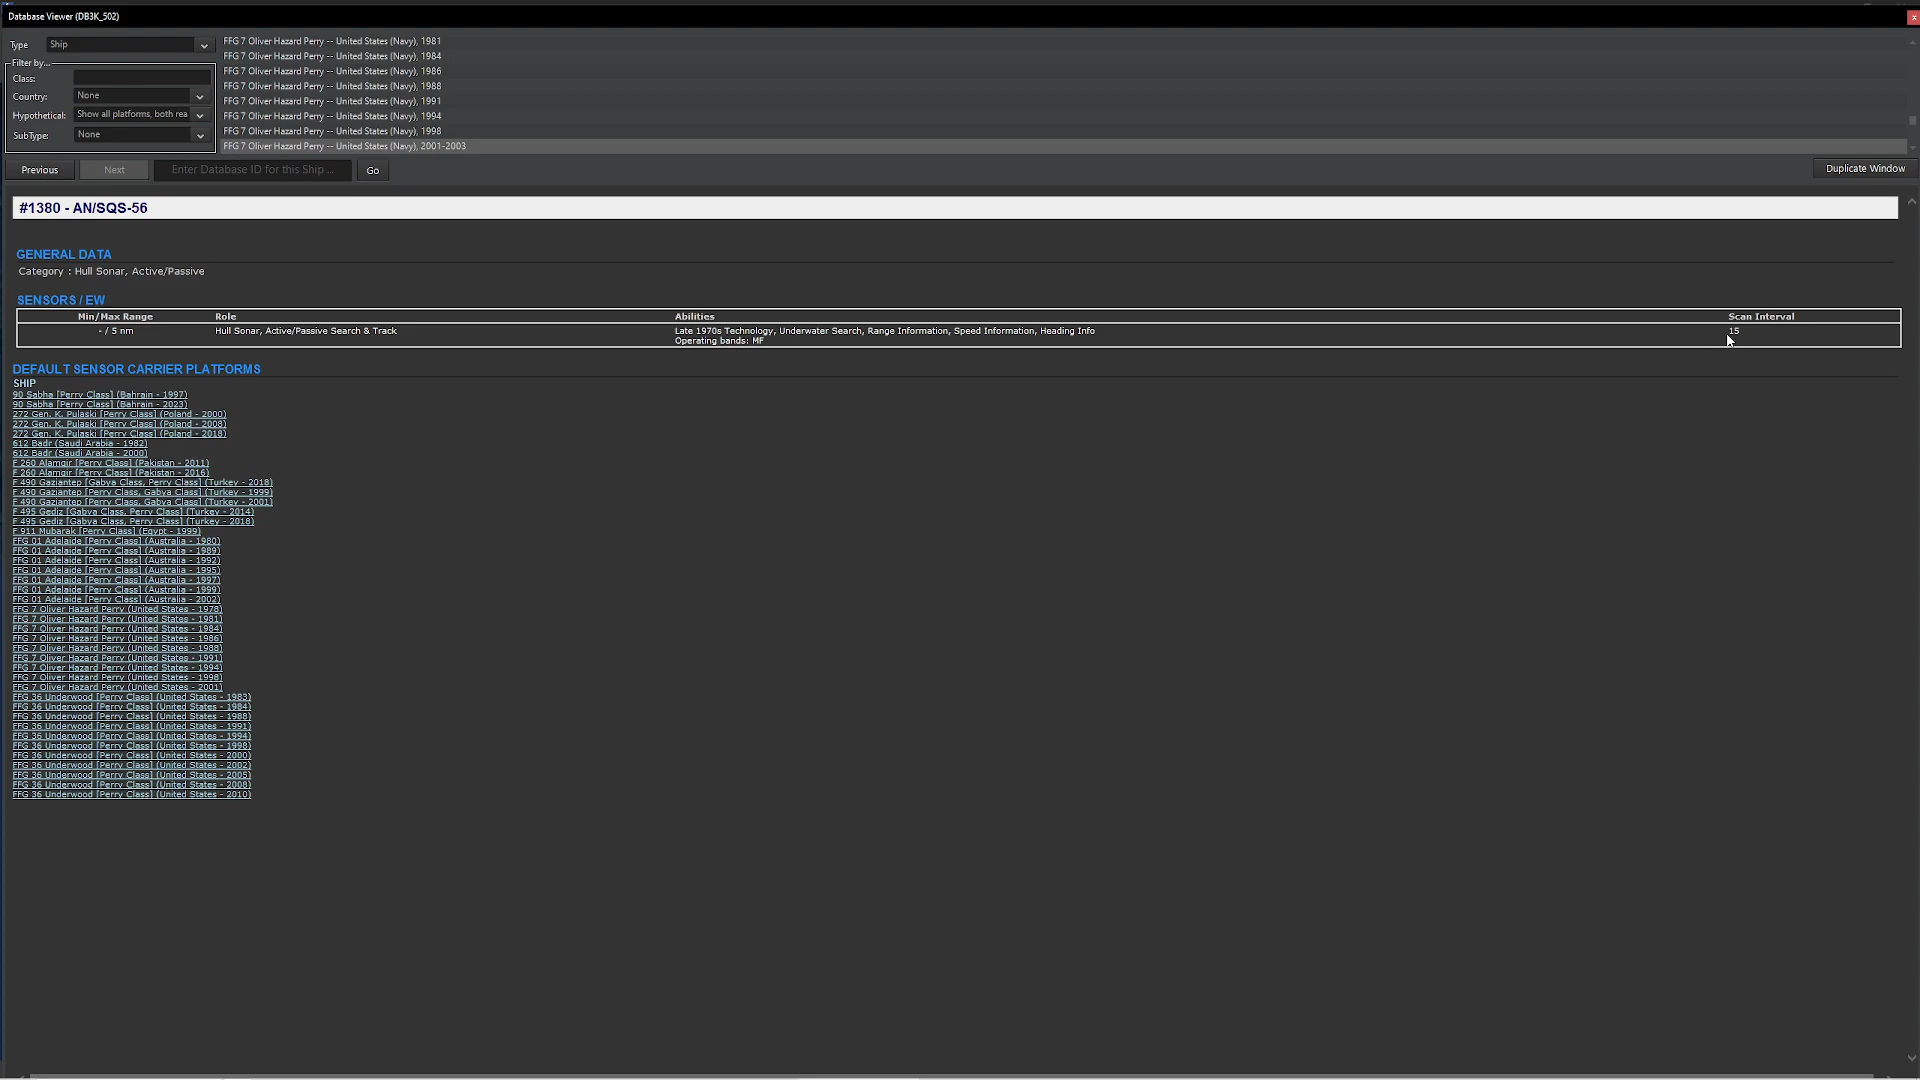 Database Viewer (DB3K_502)
Type Ship
Filter by...
Class:
Country: None
Hypothetical: Show all platforms, both rea
SubType: None
FFG 7 Oliver Hazard Perry -- United States (Navy), 1981
FFG 7 Oliver Hazard Perry -- United States (Navy), 1984
FFG 7 Oliver Hazard Perry -- United States (Navy), 1986
FFG 7 Oliver Hazard Perry -- United States (Navy), 1988
FFG 7 Oliver Hazard Perry -- United States (Navy), 1991
FFG 7 Oliver Hazard Perry -- United States (Navy), 1994
FFG 7 Oliver Hazard Perry -- United States (Navy), 1998
FFG 7 Oliver Hazard Perry -- United States (Navy), 2001-2003
Previous Next Enter Database ID for this Ship ... Go Duplicate Window
#1380 - AN/SQS-56
GENERAL DATA
Category : Hull Sonar, Active/Passive
SENSORS / EW
Min/Max Range Role Abilities Scan Interval
- / 5 nm Hull Sonar, Active/Passive Search & Track Late 1970s Technology, Underwater Search, Range Information, Speed Information, Heading Info 15
Operating bands: MF
DEFAULT SENSOR CARRIER PLATFORMS
SHIP
90 Sabha [Perry Class] (Bahrain - 1997)
90 Sabha [Perry Class] (Bahrain - 2023)
272 Gen. K. Pulaski [Perry Class] (Poland - 2000)
272 Gen. K. Pulaski [Perry Class] (Poland - 2008)
272 Gen. K. Pulaski [Perry Class] (Poland - 2018)
612 Badr (Saudi Arabia - 1982)
612 Badr (Saudi Arabia - 2000)
F 260 Alamgir [Perry Class] (Pakistan - 2011)
F 260 Alamgir [Perry Class] (Pakistan - 2016)
F 490 Gaziantep [Gabya Class, Perry Class] (Turkey - 2018)
F 490 Gaziantep [Perry Class, Gabya Class] (Turkey - 1999)
F 490 Gaziantep [Perry Class, Gabya Class] (Turkey - 2001)
F 495 Gediz [Gabya Class, Perry Class] (Turkey - 2014)
F 495 Gediz [Gabya Class, Perry Class] (Turkey - 2018)
F 911 Mubarak [Perry Class] (Egypt - 1999)
FFG 01 Adelaide [Perry Class] (Australia - 1980)
FFG 01 Adelaide [Perry Class] (Australia - 1989)
FFG 01 Adelaide [Perry Class] (Australia - 1992)
FFG 01 Adelaide [Perry Class] (Australia - 1995)
FFG 01 Adelaide [Perry Class] (Australia - 1997)
FFG 01 Adelaide [Perry Class] (Australia - 1999)
FFG 01 Adelaide [Perry Class] (Australia - 2002)
FFG 7 Oliver Hazard Perry (United States - 1978)
FFG 7 Oliver Hazard Perry (United States - 1981)
FFG 7 Oliver Hazard Perry (United States - 1984)
FFG 7 Oliver Hazard Perry (United States - 1986)
FFG 7 Oliver Hazard Perry (United States - 1988)
FFG 7 Oliver Hazard Perry (United States - 1991)
FFG 7 Oliver Hazard Perry (United States - 1994)
FFG 7 Oliver Hazard Perry (United States - 1998)
FFG 7 Oliver Hazard Perry (United States - 2001)
FFG 36 Underwood [Perry Class] (United States - 1983)
FFG 36 Underwood [Perry Class] (United States - 1984)
FFG 36 Underwood [Perry Class] (United States - 1988)
FFG 36 Underwood [Perry Class] (United States - 1991)
FFG 36 Underwood [Perry Class] (United States - 1994)
FFG 36 Underwood [Perry Class] (United States - 1998)
FFG 36 Underwood [Perry Class] (United States - 2000)
FFG 36 Underwood [Perry Class] (United States - 2002)
FFG 36 Underwood [Perry Class] (United States - 2005)
FFG 36 Underwood [Perry Class] (United States - 2008)
FFG 36 Underwood [Perry Class] (United States - 2010)